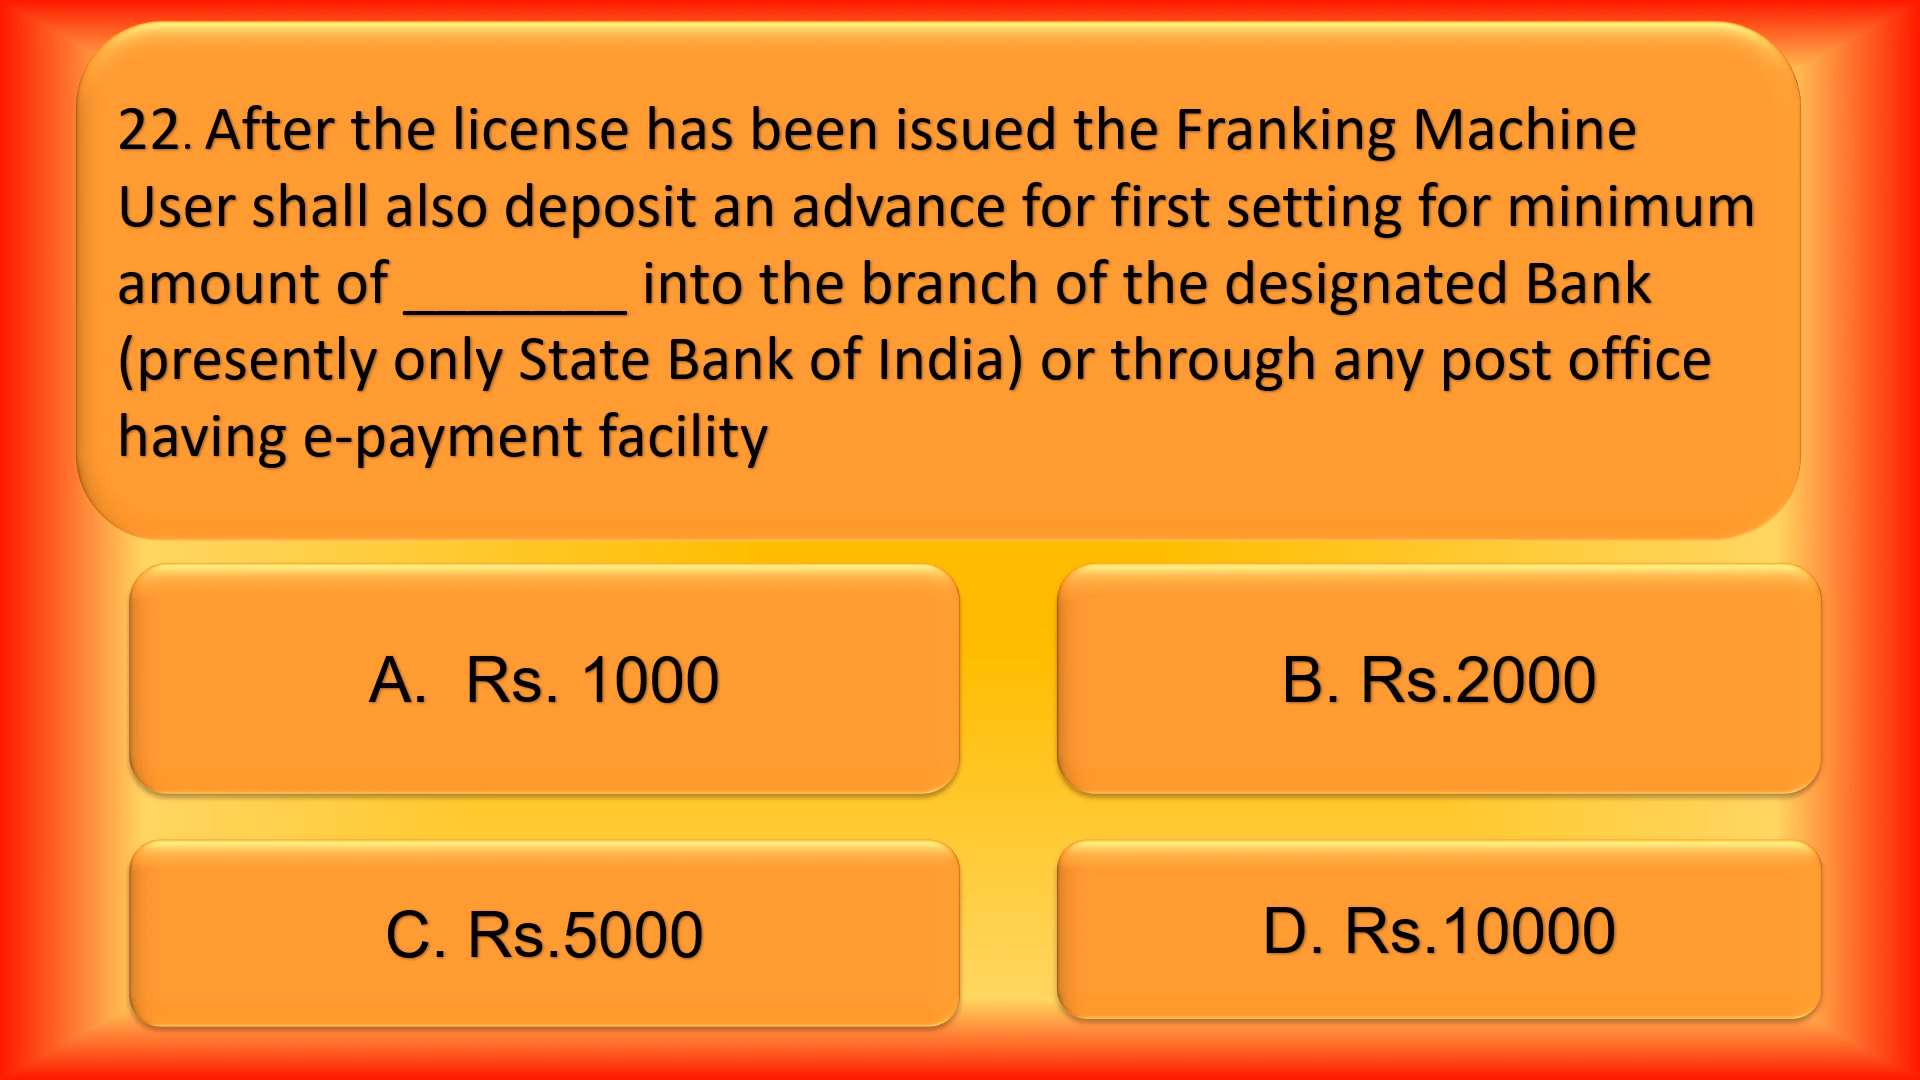 22. After the license has been issued the Franking Machine
User shall also deposit an advance for first setting for minimum
amount of _______ into the branch of the designated Bank
(presently only State Bank of India) or through any post office
having e-payment facility
A. Rs. 1000
B. Rs.2000
C. Rs.5000
D. Rs.10000